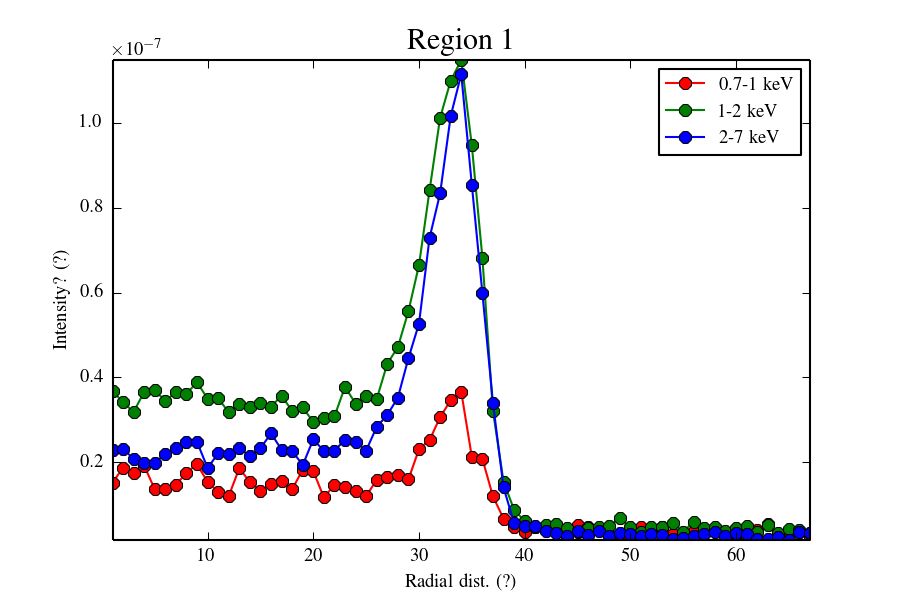 Region 1
×10⁻⁷
0.7-1 keV
1-2 keV
2-7 keV
1.0
0.8
0.6
0.4
0.2
Intensity? (?)
10 20 30 40 50 60
Radial dist. (?)